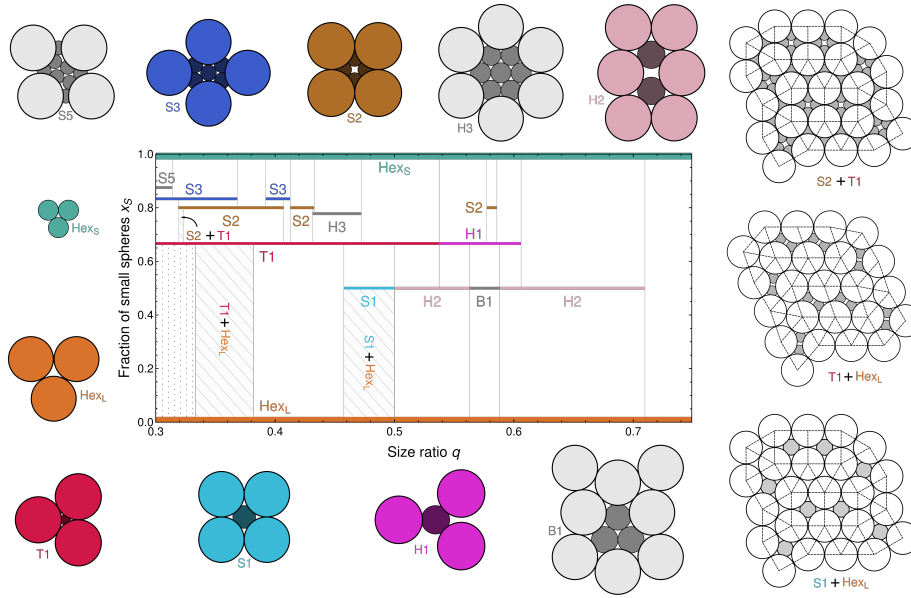 S5
S3
S2
H3
H2
S2 + T1
Hex_S
Hex_L
T1 + Hex_L
Fraction of small spheres x_S
1.0
0.8
0.6
0.4
0.2
0.0
Hex_S
S5
S3
S3
S2
S2
H3
S2
S2 + T1
T1
H1
T1 + Hex_L
S1
S1 + Hex_L
H2
B1
H2
Hex_L
0.3
0.4
0.5
0.6
0.7
Size ratio q
T1
S1
H1
B1
S1 + Hex_L